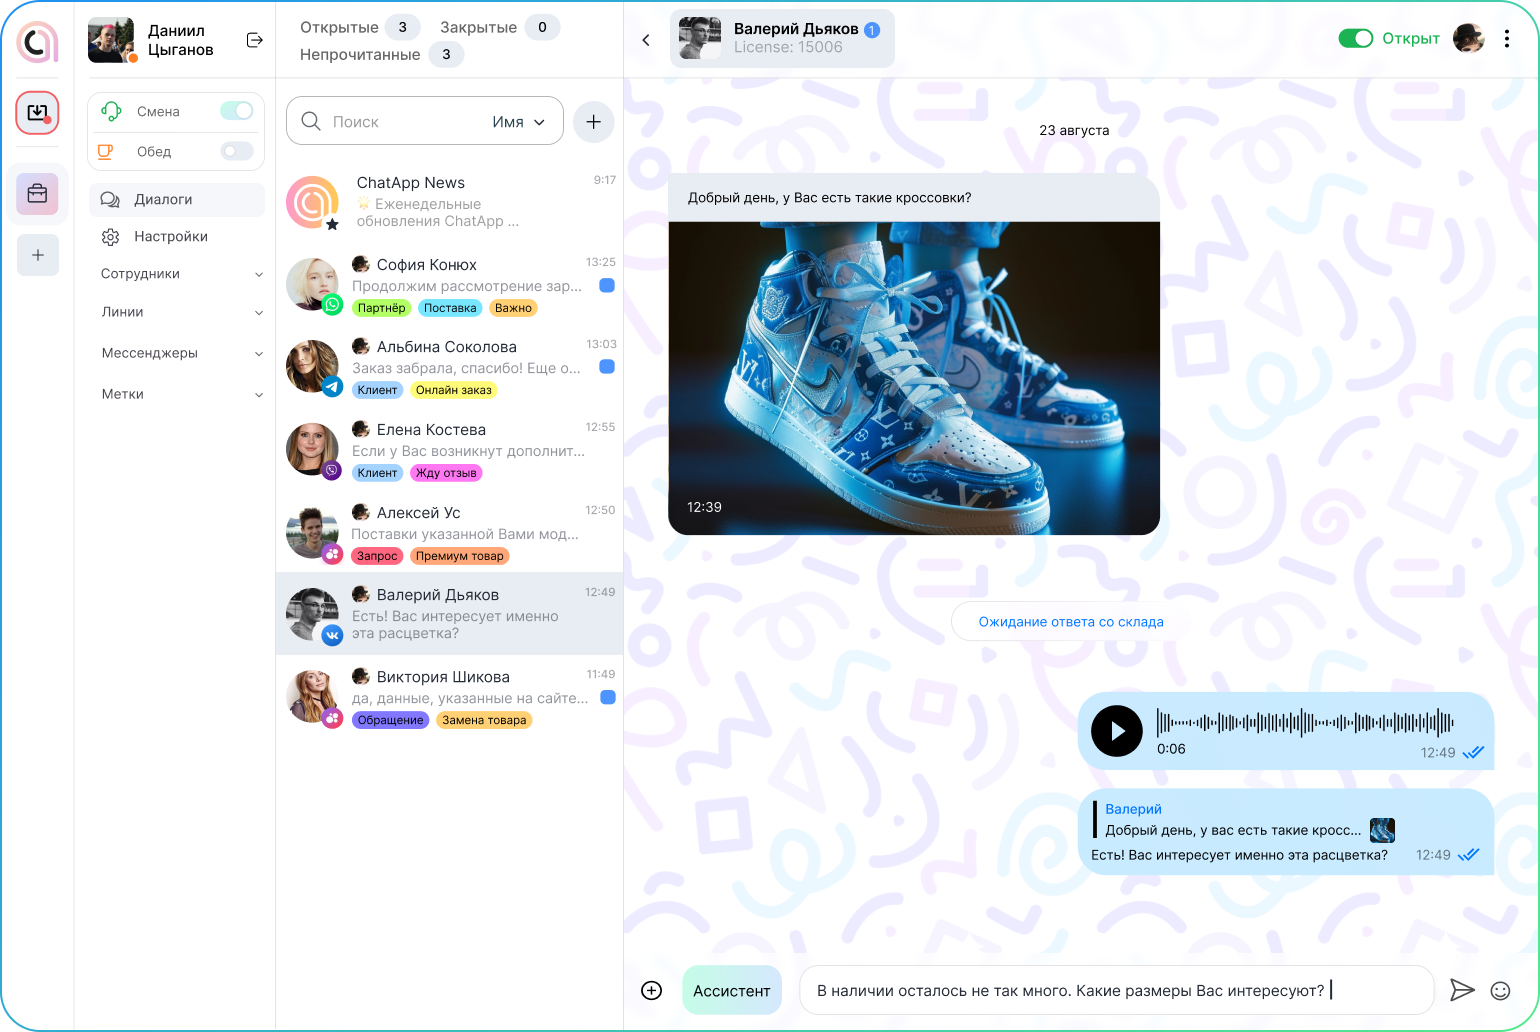 Даниил
Цыганов
Смена
Обед
Диалоги
Настройки
Сотрудники
Линии
Мессенджеры
Метки
Открытые 3 Закрытые 0
Непрочитанные 3
Поиск Имя
ChatApp News 9:17
Еженедельные
обновления ChatApp ...
София Конюх 13:25
Продолжим рассмотрение зар...
Партнёр Поставка Важно
Альбина Соколова 13:03
Заказ забрала, спасибо! Еще о...
Клиент Онлайн заказ
Елена Костева 12:55
Если у Вас возникнут дополнит...
Клиент Жду отзыв
Алексей Ус 12:50
Поставки указанной Вами мод...
Запрос Премиум товар
Валерий Дьяков 12:49
Есть! Вас интересует именно
эта расцветка?
Виктория Шикова 11:49
да, данные, указанные на сайте...
Обращение Замена товара
Валерий Дьяков 1
License: 15006
Открыт
23 августа
Добрый день, у Вас есть такие кроссовки?
12:39
Ожидание ответа со склада
0:06 12:49
Валерий
Добрый день, у вас есть такие кросс...
Есть! Вас интересует именно эта расцветка? 12:49
Ассистент
В наличии осталось не так много. Какие размеры Вас интересуют?